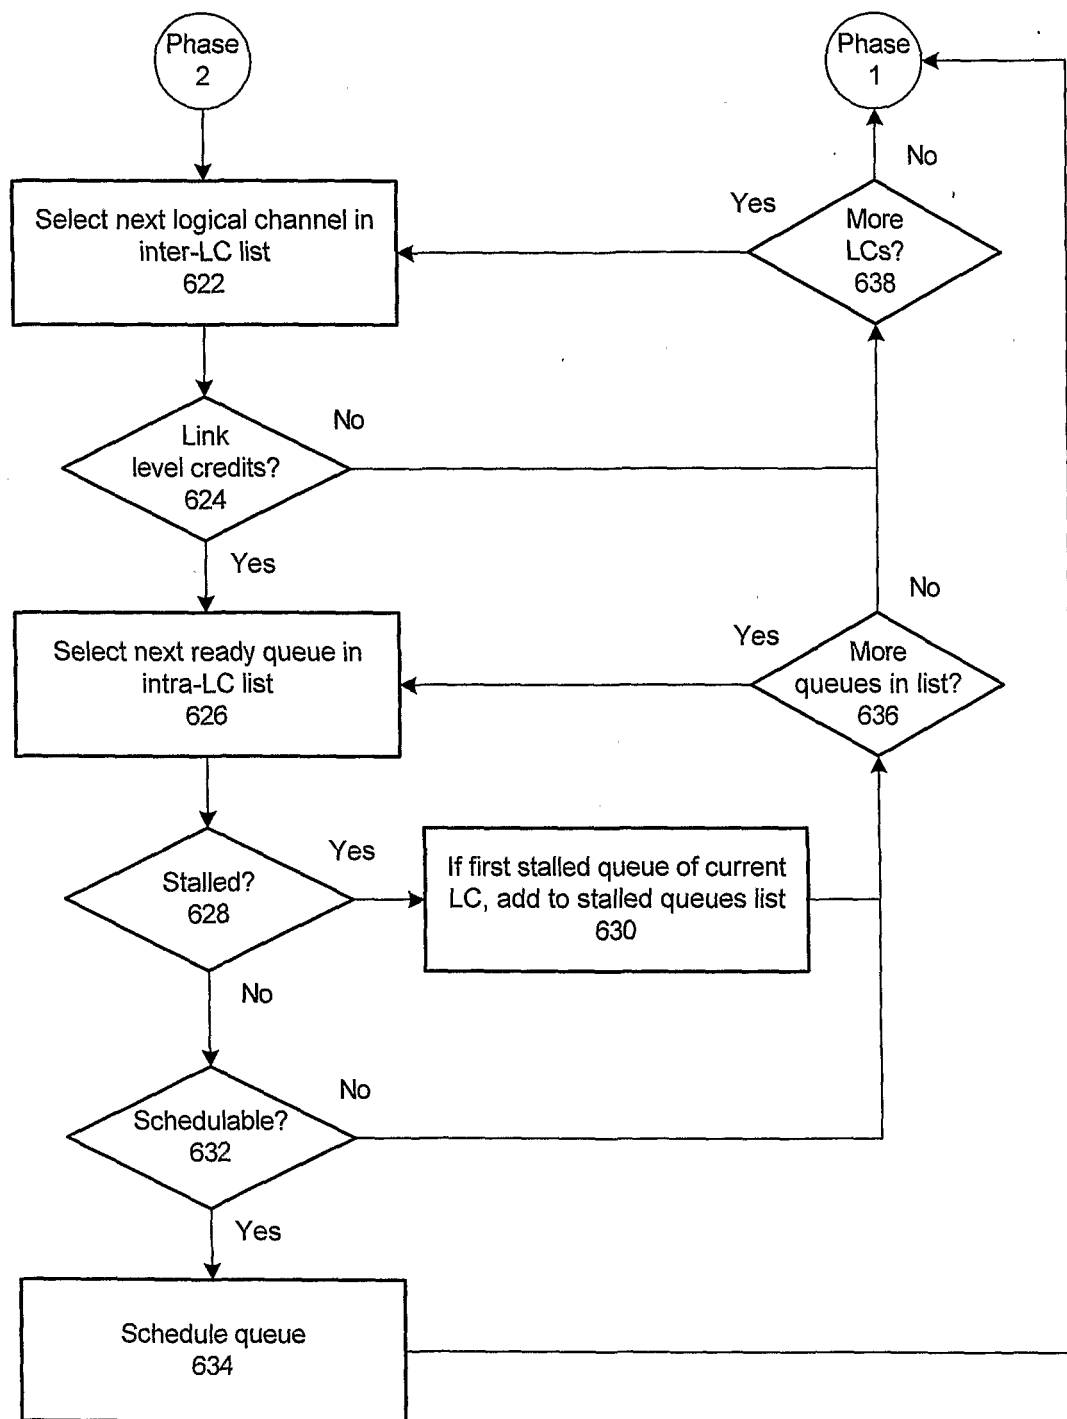 Phase
2
Phase
1
No
Yes
Select next logical channel in
inter-LC list
622
More
LCs?
638
No
Link
level credits?
624
Yes
No
Yes
Select next ready queue in
intra-LC list
626
More
queues in list?
636
Yes
Stalled?
628
If first stalled queue of current
LC, add to stalled queues list
630
No
No
Schedulable?
632
Yes
Schedule queue
634